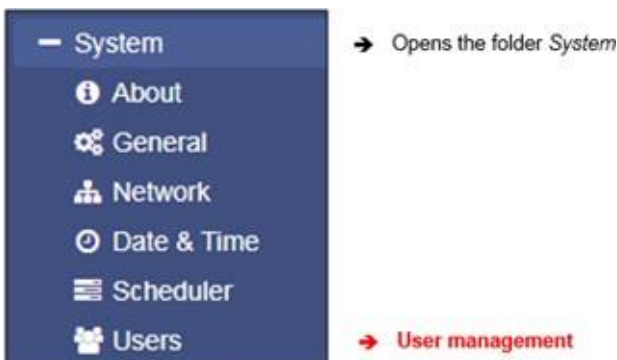 System → Opens the folder System
About
General
Network
Date & Time
Scheduler
Users → User management